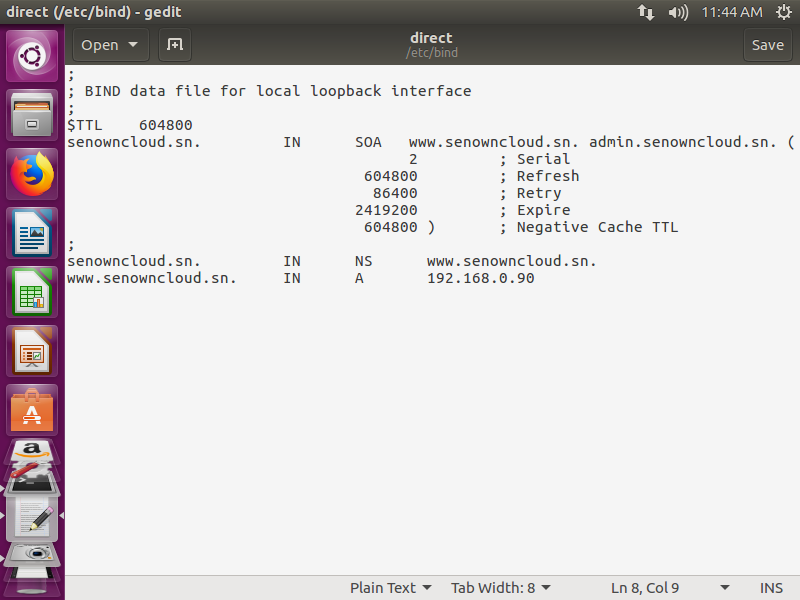 direct (/etc/bind) - gedit
11:44 AM
Open
direct
/etc/bind
Save
;
; BIND data file for local loopback interface
;
$TTL    604800
senowncloud.sn.         IN      SOA   www.senowncloud.sn. admin.senowncloud.sn. (
                                      2         ; Serial
                                 604800         ; Refresh
                                  86400         ; Retry
                                2419200         ; Expire
                                 604800 )       ; Negative Cache TTL
;
senowncloud.sn.         IN      NS      www.senowncloud.sn.
www.senowncloud.sn.     IN      A       192.168.0.90
Plain Text
Tab Width: 8
Ln 8, Col 9
INS